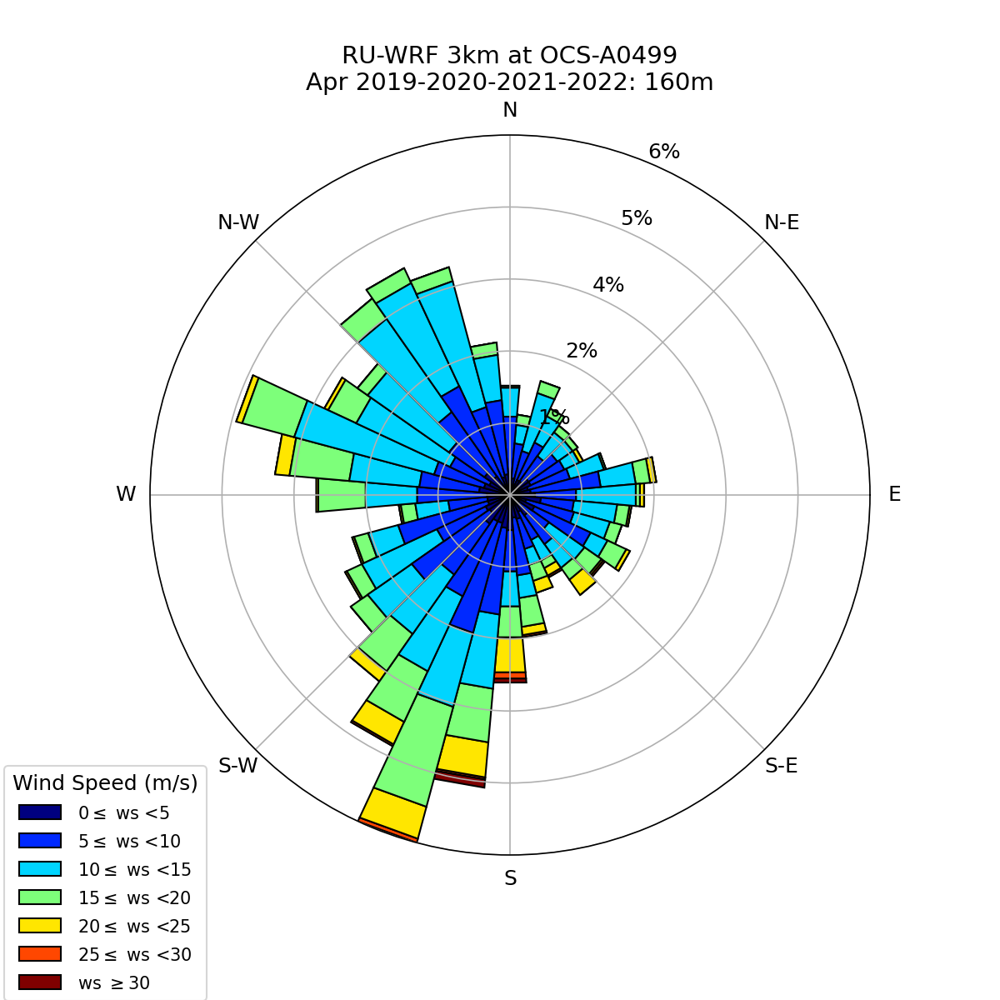 RU-WRF 3km at OCS-A0499
Apr 2019-2020-2021-2022: 160m
N
6%
N-W
5%
N-E
4%
2%
1%
W
E
S-W
S-E
S
Wind Speed (m/s)
0 ≤ ws <5
5 ≤ ws <10
10 ≤ ws <15
15 ≤ ws <20
20 ≤ ws <25
25 ≤ ws <30
ws ≥ 30